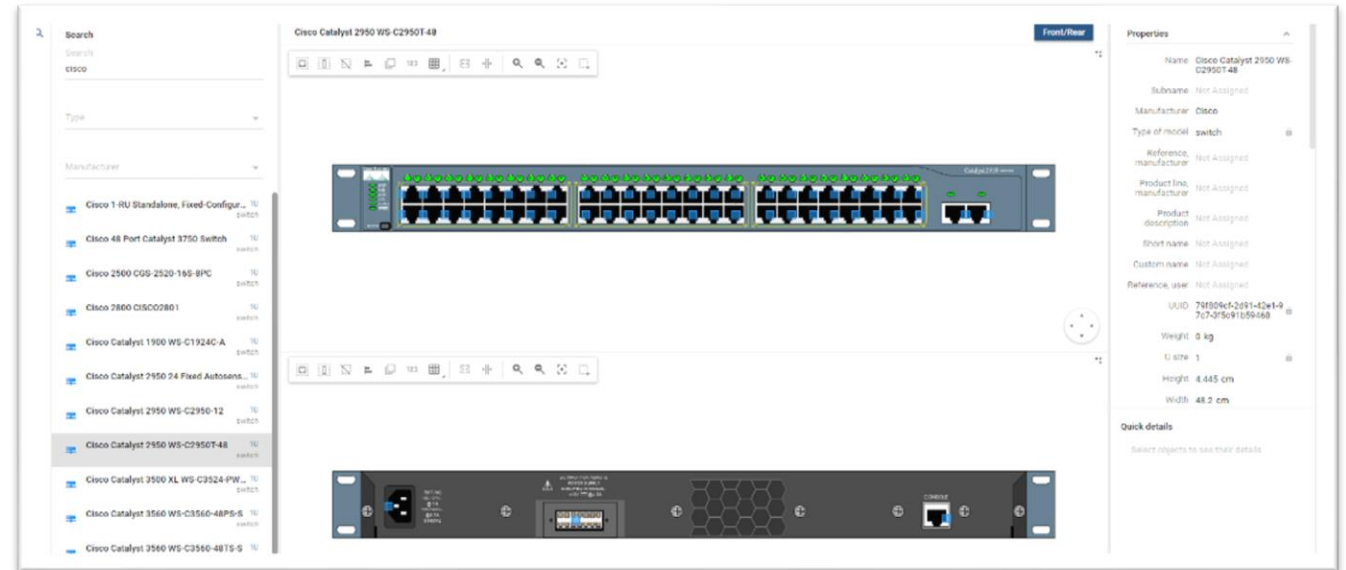 Search
Search
cisco
Type
Manufacturer
Cisco 1-RU Standalone, Fixed-Configur... 1U
switch
Cisco 48 Port Catalyst 3750 Switch 1U
switch
Cisco 2500 CGS-2520-16S-8PC 1U
switch
Cisco 2800 CISCO2801 1U
switch
Cisco Catalyst 1900 WS-C1924C-A 1U
switch
Cisco Catalyst 2950 24 Fixed Autosens... 1U
switch
Cisco Catalyst 2950 WS-C2950-12 1U
switch
Cisco Catalyst 2950 WS-C2950T-48 1U
switch
Cisco Catalyst 3500 XL WS-C3524-PW... 1U
switch
Cisco Catalyst 3560 WS-C3560-48PS-S 1U
switch
Cisco Catalyst 3560 WS-C3560-48TS-S 1U
Cisco Catalyst 2950 WS-C2950T-48
Front/Rear
123
Catalyst 2950
123
CONSOLE
Properties
Name Cisco Catalyst 2950 WS-
C2950T-48
Subname Not Assigned
Manufacturer Cisco
Type of model switch
Reference, manufacturer Not Assigned
Product line, manufacturer Not Assigned
Product description Not Assigned
Short name Not Assigned
Custom name Not Assigned
Reference, user Not Assigned
UUID 79f809cf-2d91-42e1-9
7c7-3f5c91b59468
Weight 0 kg
U size 1
Height 4.445 cm
Width 48.2 cm
Quick details
Select objects to see their details